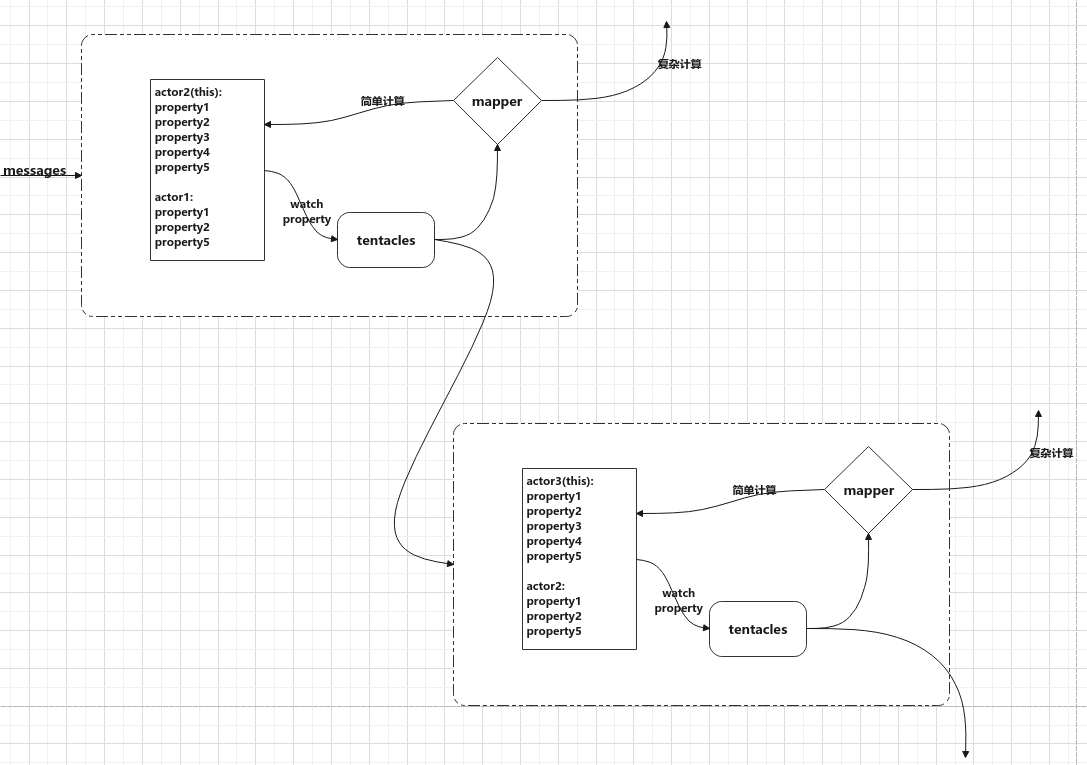 复杂计算
actor2(this):
property1
property2
property3
property4
property5
actor1:
property1
property2
property5
简单计算
mapper
messages
watch
property
tentacles
复杂计算
actor3(this):
property1
property2
property3
property4
property5
actor2:
property1
property2
property5
简单计算
mapper
watch
property
tentacles